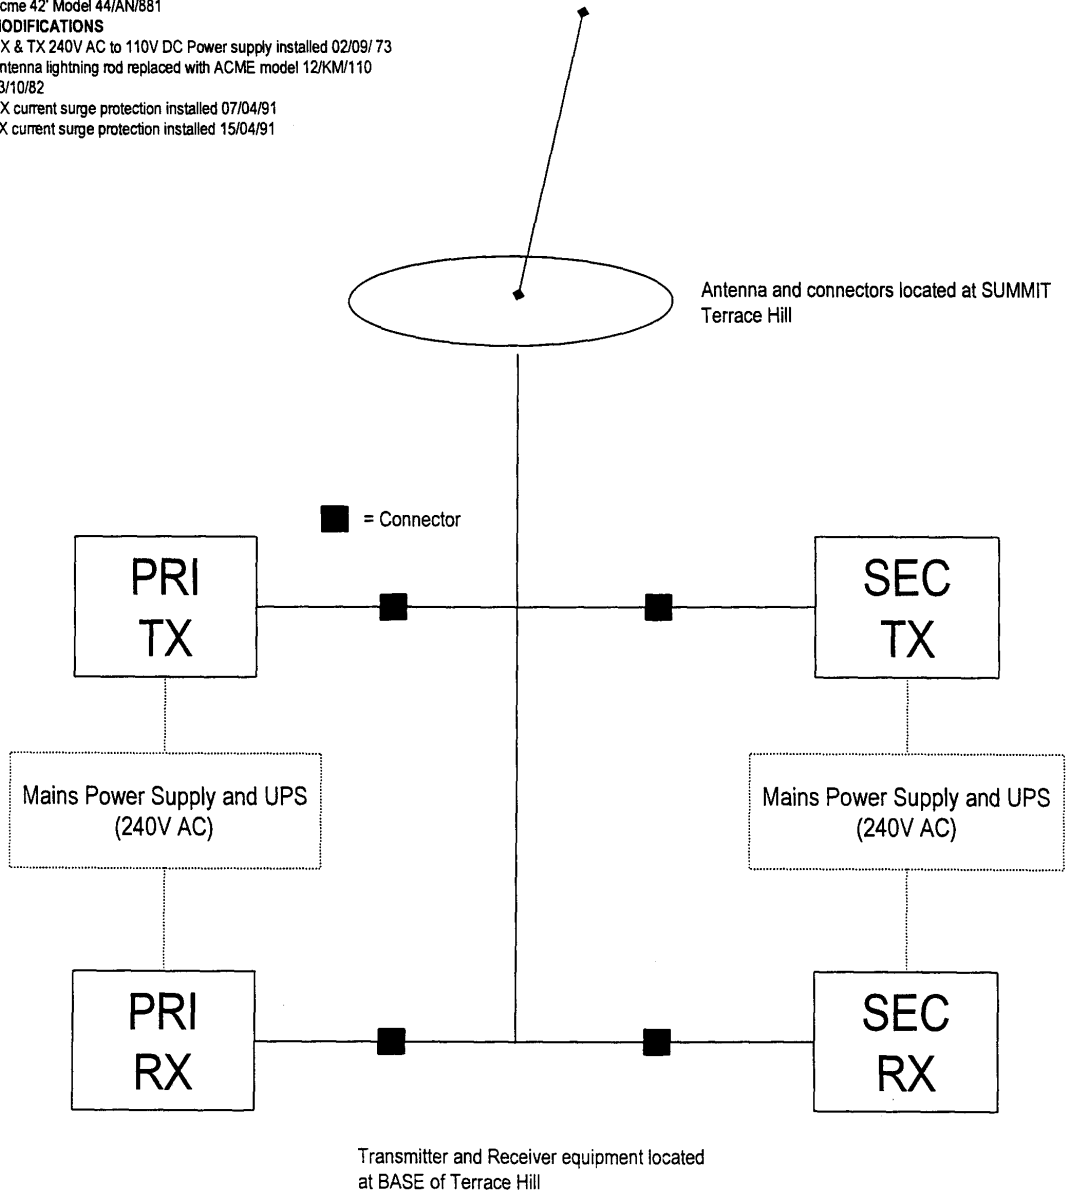 cme 42' Model 44/AN/881
MODIFICATIONS
X & TX 240V AC to 110V DC Power supply installed 02/09/ 73
ntenna lightning rod replaced with ACME model 12/KM/110
3/10/82
X current surge protection installed 07/04/91
X current surge protection installed 15/04/91
Antenna and connectors located at SUMMIT
Terrace Hill
= Connector
PRI
TX
SEC
TX
Mains Power Supply and UPS
(240V AC)
Mains Power Supply and UPS
(240V AC)
PRI
RX
SEC
RX
Transmitter and Receiver equipment located
at BASE of Terrace Hill